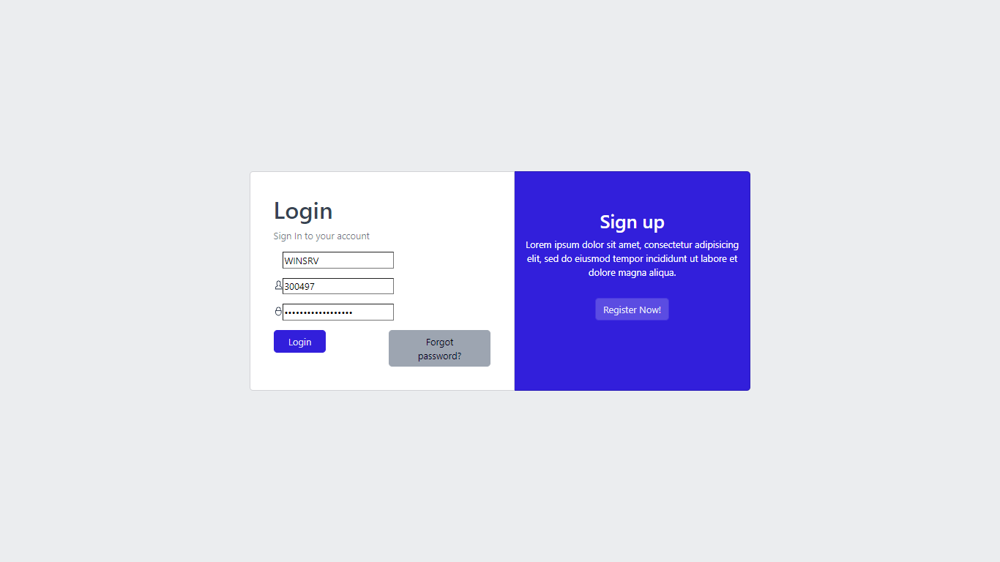 Login
Sign In to your account
WINSRV
300497
••••••••••••••••••
Login
Forgot
password?
Sign up
Lorem ipsum dolor sit amet, consectetur adipisicing
elit, sed do eiusmod tempor incididunt ut labore et
dolore magna aliqua.
Register Now!